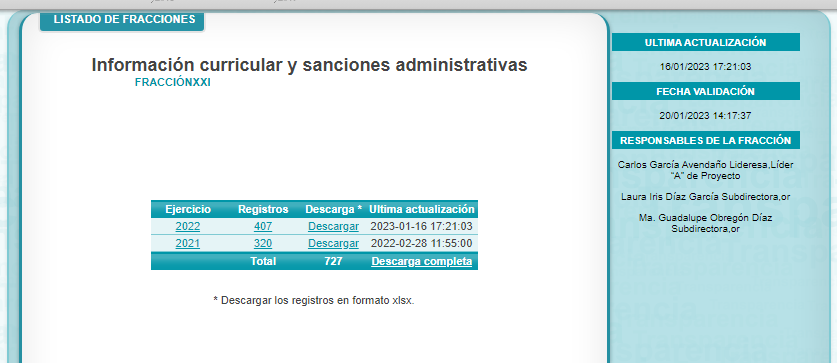 LISTADO DE FRACCIONES
Información curricular y sanciones administrativas
FRACCIÓNXXI
Ejercicio Registros Descarga * Ultima actualización
2022 407 Descargar 2023-01-16 17:21:03
2021 320 Descargar 2022-02-28 11:55:00
Total 727 Descarga completa
* Descargar los registros en formato xlsx.
ULTIMA ACTUALIZACIÓN
16/01/2023 17:21:03
FECHA VALIDACIÓN
20/01/2023 14:17:37
RESPONSABLES DE LA FRACCIÓN
Carlos García Avendaño Lideresa,Líder
"A" de Proyecto
Laura Iris Díaz García Subdirectora,or
Ma. Guadalupe Obregón Díaz
Subdirectora,or